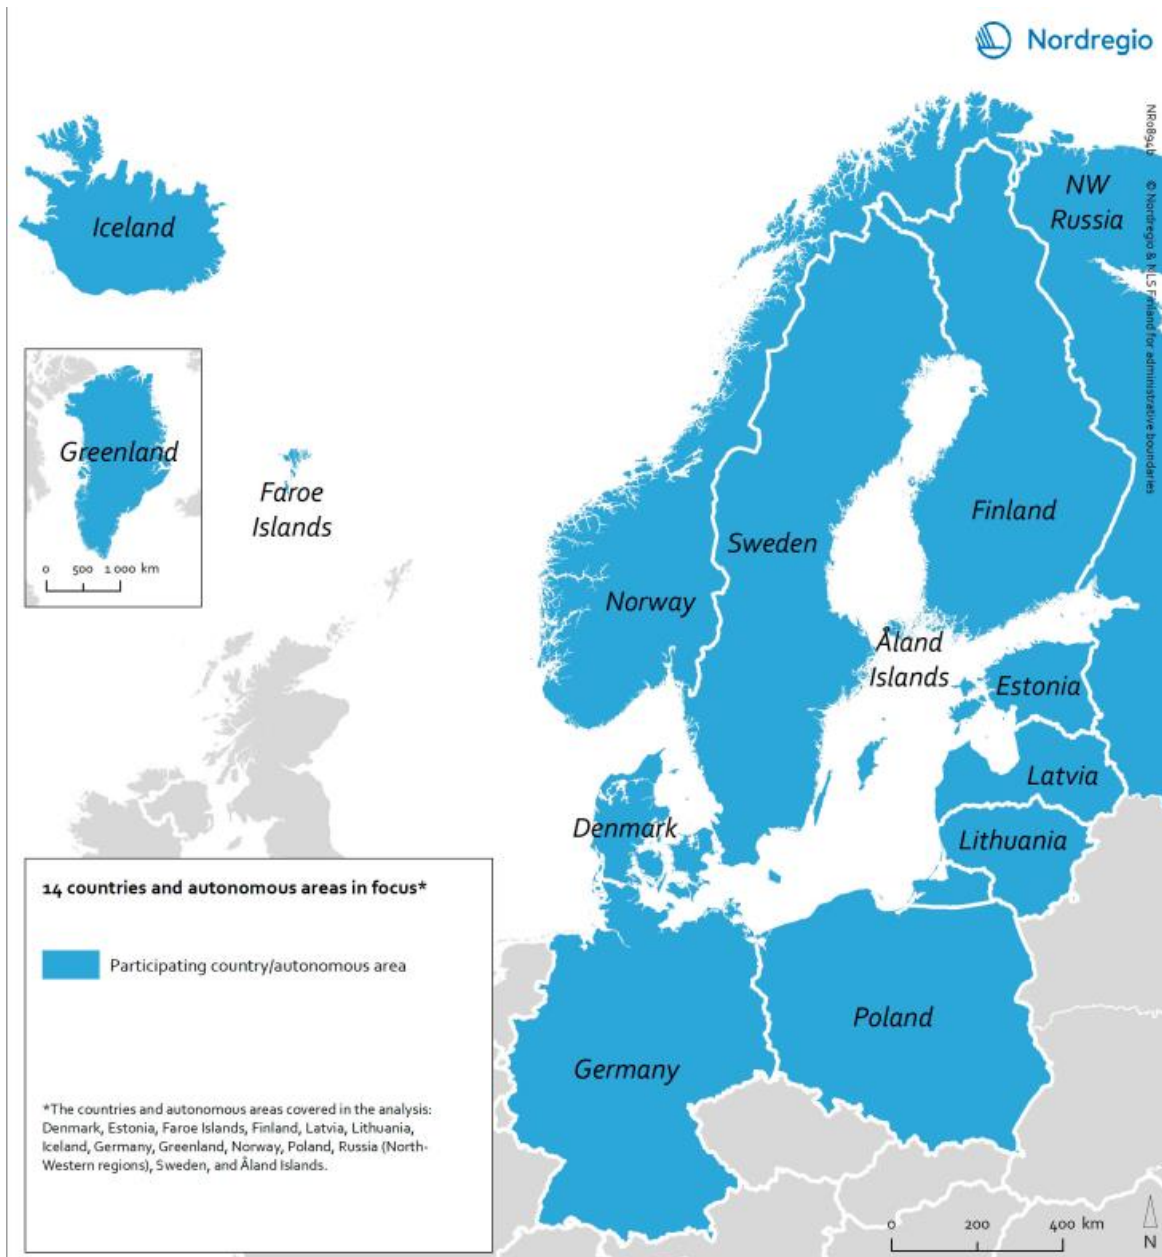 Nordregio
NR0894b © Nordregio & NLS Finland for administrative boundaries
NW
Russia
Iceland
Greenland
0 500 1 000 km
Faroe
Islands
Finland
Sweden
Norway
Åland
Islands
Estonia
Latvia
Denmark
Lithuania
14 countries and autonomous areas in focus*
Participating country/autonomous area
Poland
Germany
*The countries and autonomous areas covered in the analysis:
Denmark, Estonia, Faroe Islands, Finland, Latvia, Lithuania,
Iceland, Germany, Greenland, Norway, Poland, Russia (North-
Western regions), Sweden, and Åland Islands.
0 200 400 km
N